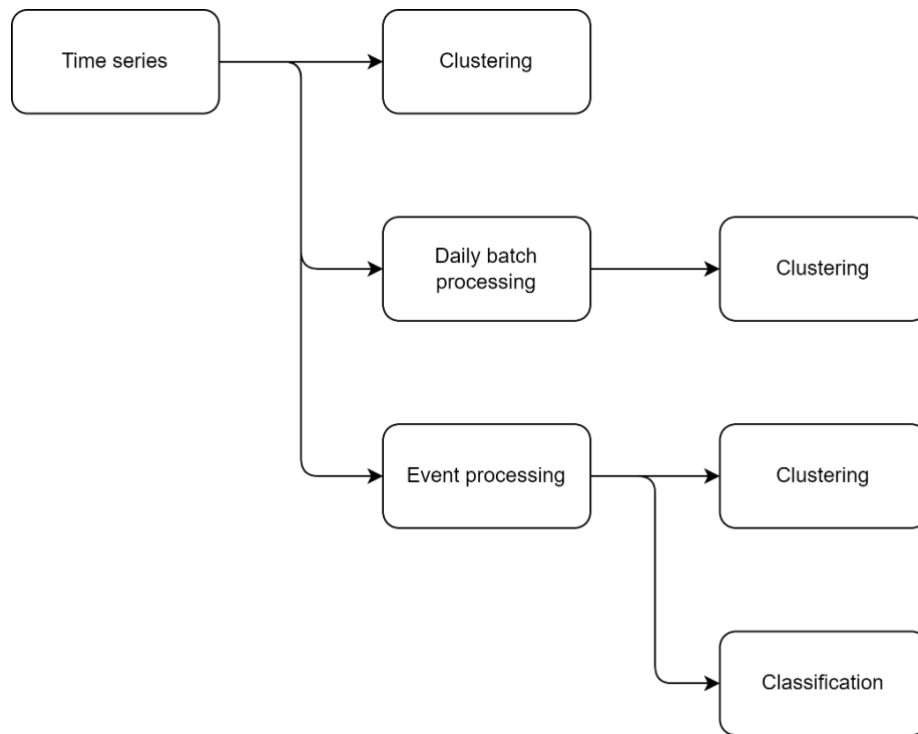 Time series
Clustering
Daily batch
processing
Clustering
Event processing
Clustering
Classification